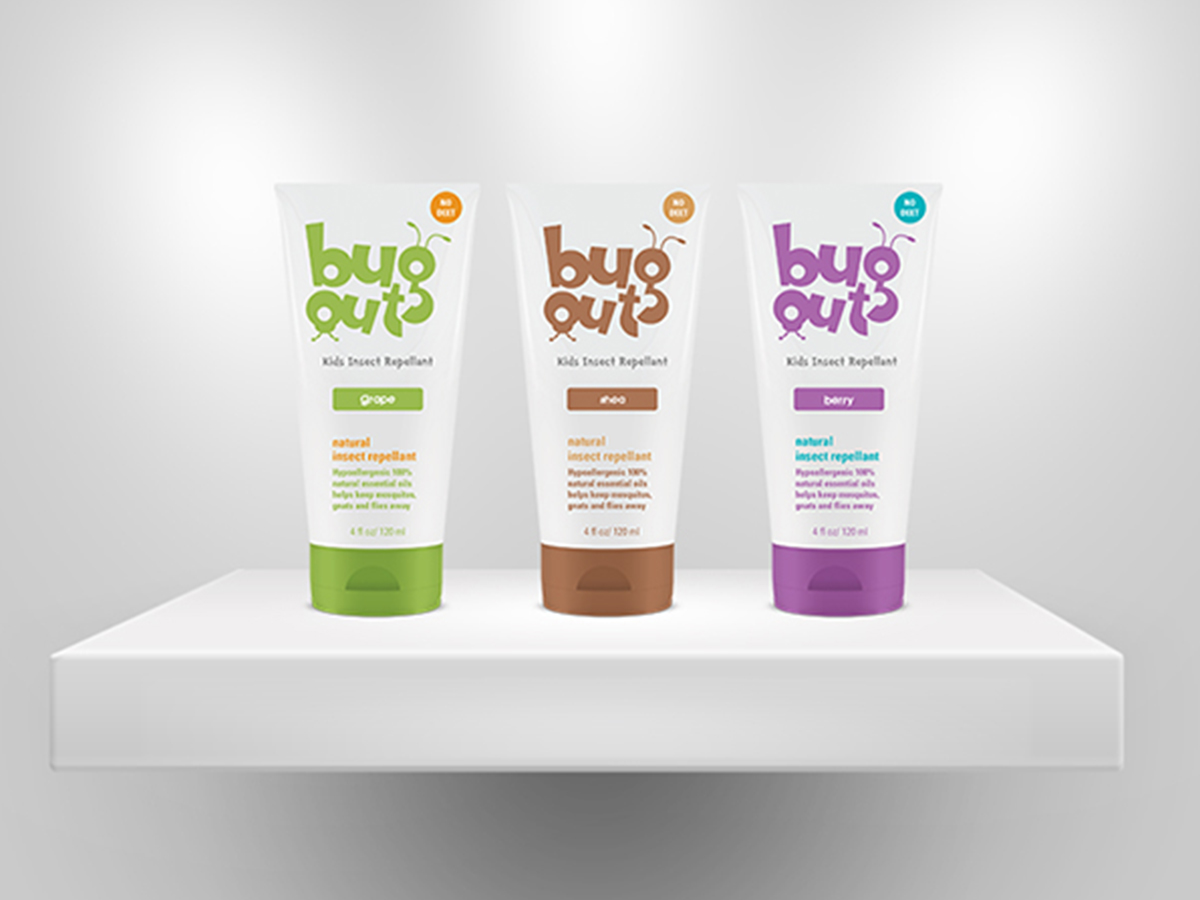 NO
DEET
bug
out
Kids Insect Repellant
grape
natural
insect repellant
Hypoallergenic 100%
natural essential oils
helps keep mosquitos,
gnats and flies away
4 fl oz/ 120 ml
NO
DEET
bug
out
Kids Insect Repellant
shea
natural
insect repellant
Hypoallergenic 100%
natural essential oils
helps keep mosquitos,
gnats and flies away
4 fl oz/ 120 ml
NO
DEET
bug
out
Kids Insect Repellant
berry
natural
insect repellant
Hypoallergenic 100%
natural essential oils
helps keep mosquitos,
gnats and flies away
4 fl oz/ 120 ml